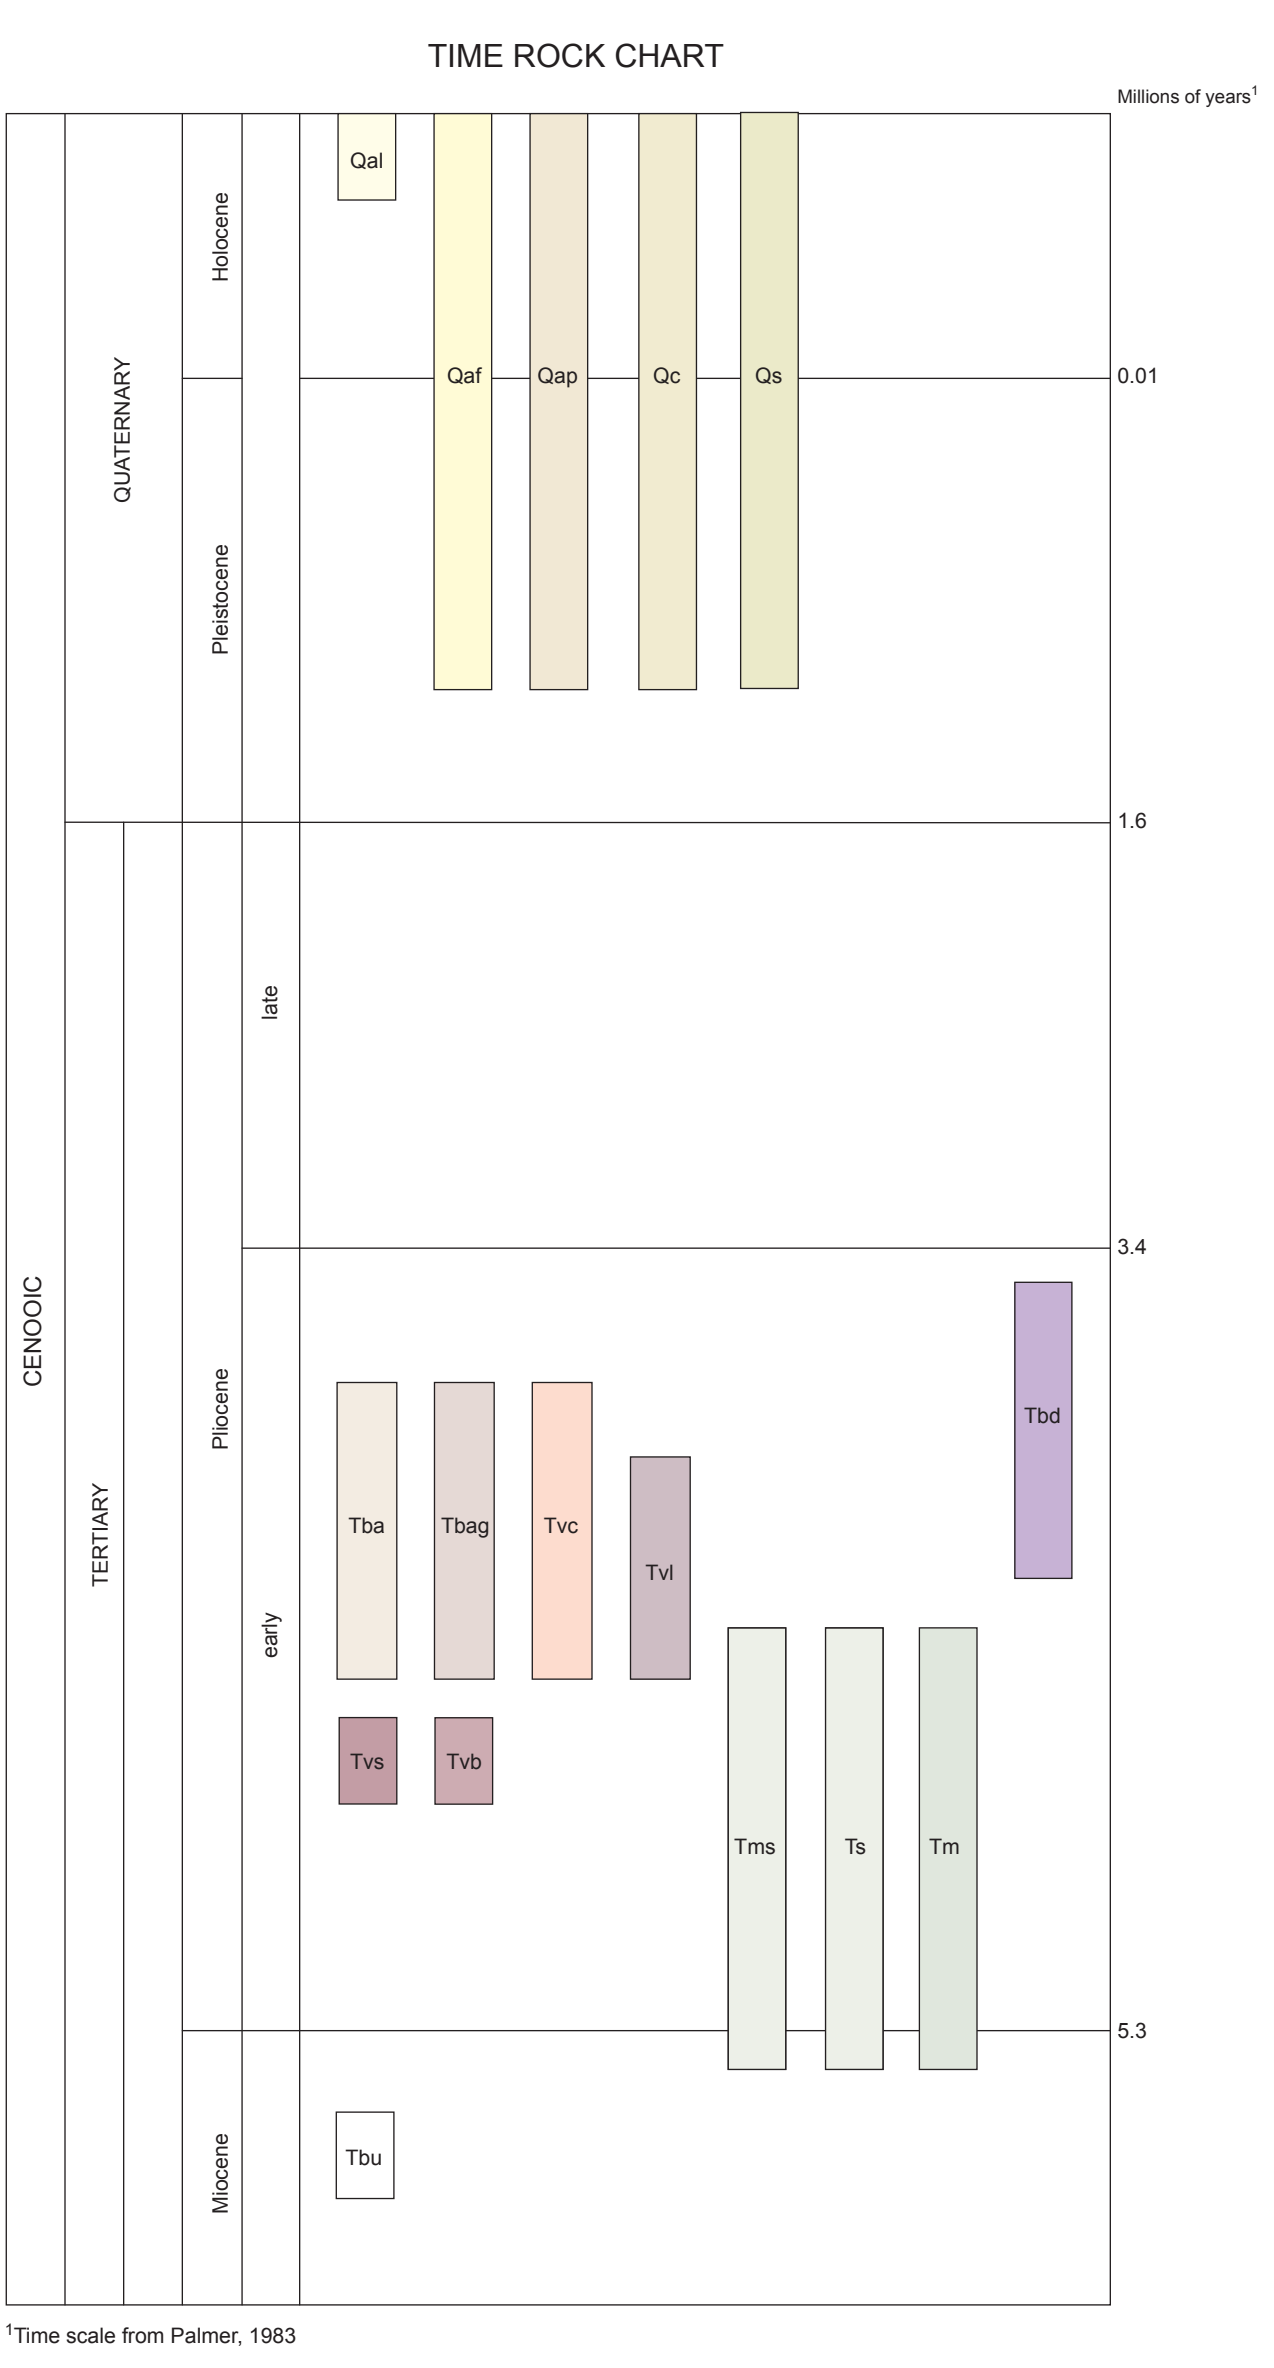 TIME ROCK CHART
Millions of years¹
Qal
Holocene
Qaf
Qap
Qc
Qs
0.01
QUATERNARY
Pleistocene
1.6
late
3.4
CENOOIC
Pliocene
Tbd
TERTIARY
Tba
Tbag
Tvc
Tvl
early
Tvs
Tvb
Tms
Ts
Tm
5.3
Miocene
Tbu
¹Time scale from Palmer, 1983